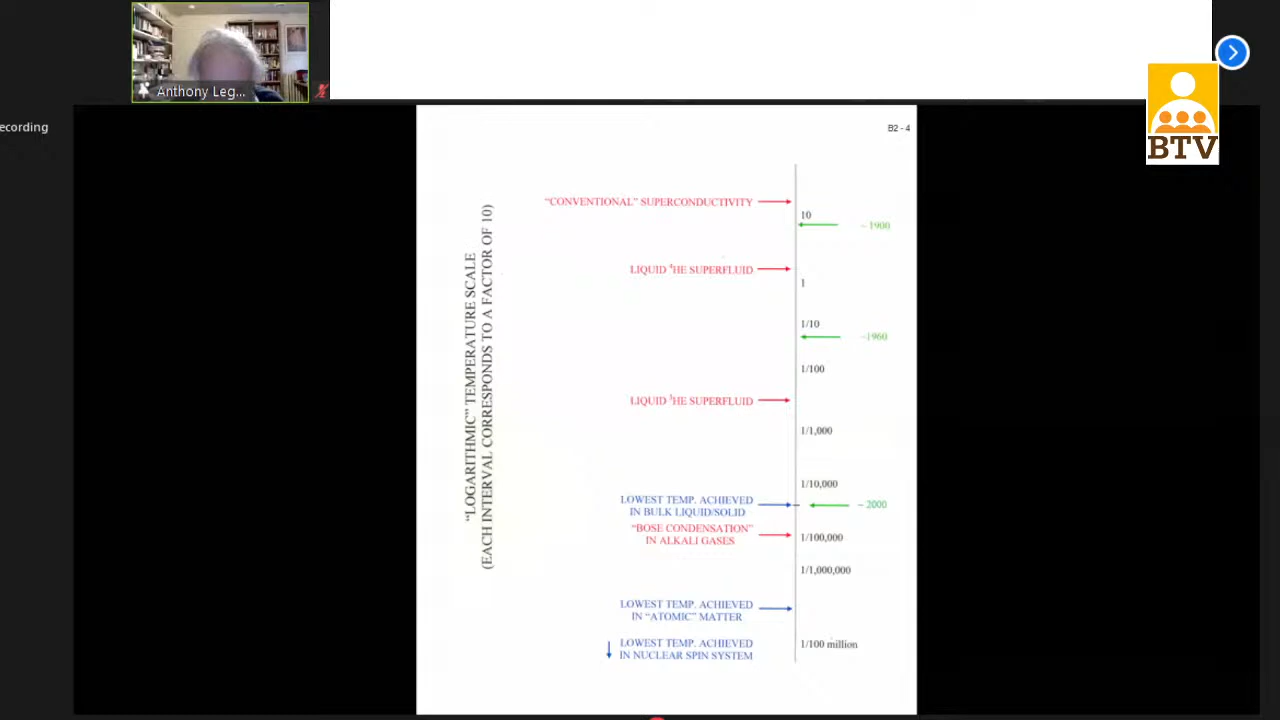 Anthony Leg...
ecording
BTV
B2 - 4
"LOGARITHMIC" TEMPERATURE SCALE
(EACH INTERVAL CORRESPONDS TO A FACTOR OF 10)
"CONVENTIONAL" SUPERCONDUCTIVITY
10
~ 1900
LIQUID ⁴HE SUPERFLUID
1
1/10
~1960
1/100
LIQUID ³HE SUPERFLUID
1/1,000
1/10,000
LOWEST TEMP. ACHIEVED
IN BULK LIQUID/SOLID
~ 2000
"BOSE CONDENSATION"
IN ALKALI GASES
1/100,000
1/1,000,000
LOWEST TEMP. ACHIEVED
IN "ATOMIC" MATTER
LOWEST TEMP. ACHIEVED
IN NUCLEAR SPIN SYSTEM
1/100 million